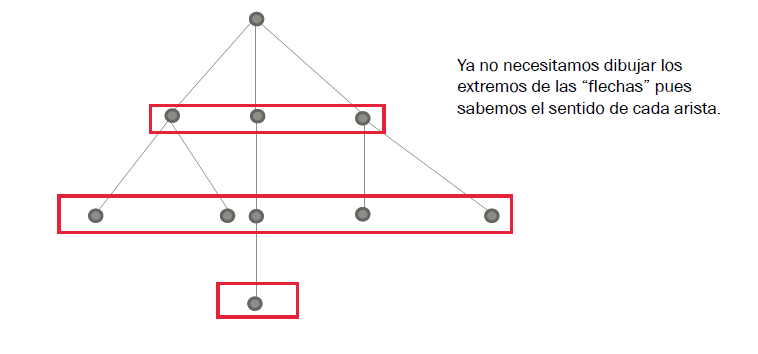 Ya no necesitamos dibujar los
extremos de las “flechas” pues
sabemos el sentido de cada arista.